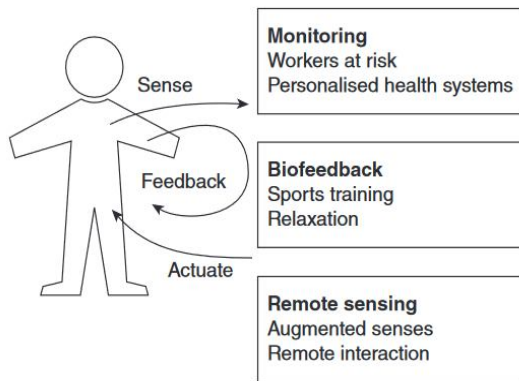 Sense
Feedback
Actuate
Monitoring
Workers at risk
Personalised health systems
Biofeedback
Sports training
Relaxation
Remote sensing
Augmented senses
Remote interaction